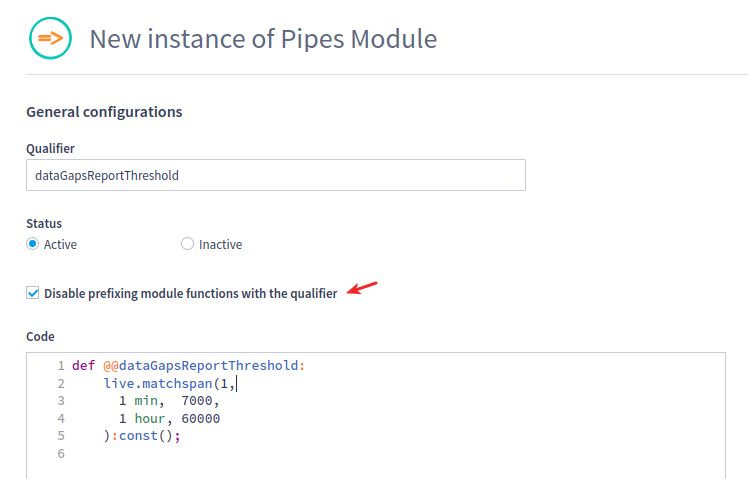 New instance of Pipes Module
General configurations
Qualifier
dataGapsReportThreshold
Status
Active Inactive
Disable prefixing module functions with the qualifier
Code
1 def @@dataGapsReportThreshold:
2 live.matchspan(1,
3 1 min, 7000,
4 1 hour, 60000
5 ):const();
6